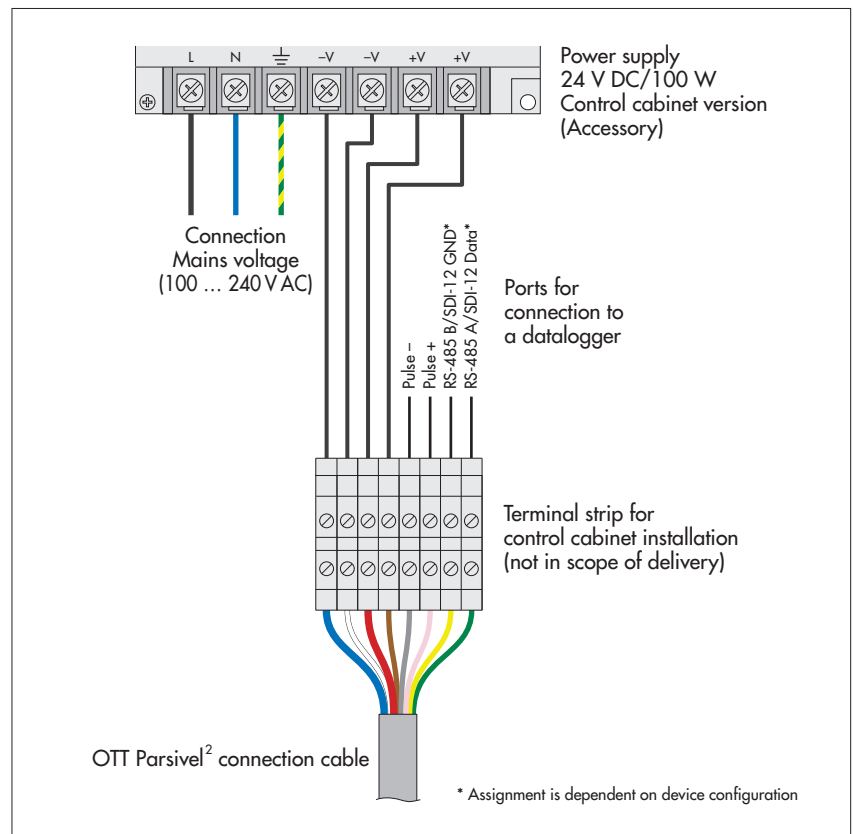 L N –V –V +V +V
Power supply
24 V DC/100 W
Control cabinet version
(Accessory)
Connection
Mains voltage
(100 ... 240 V AC)
Pulse –
Pulse +
RS-485 B/SDI-12 GND*
RS-485 A/SDI-12 Data*
Ports for
connection to
a datalogger
Terminal strip for
control cabinet installation
(not in scope of delivery)
OTT Parsivel² connection cable
* Assignment is dependent on device configuration